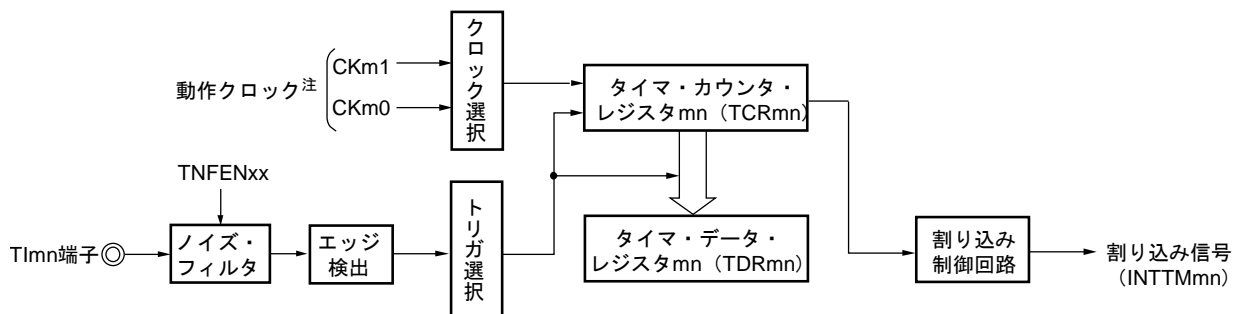 動作クロック注
CKm1
CKm0
クロック選択
タイマ・カウンタ・
レジスタmn（TCRmn）
TNFENxx
TImn端子
ノイズ・
フィルタ
エッジ
検出
トリガ選択
タイマ・データ・
レジスタmn（TDRmn）
割り込み
制御回路
割り込み信号
（INTTMmn）